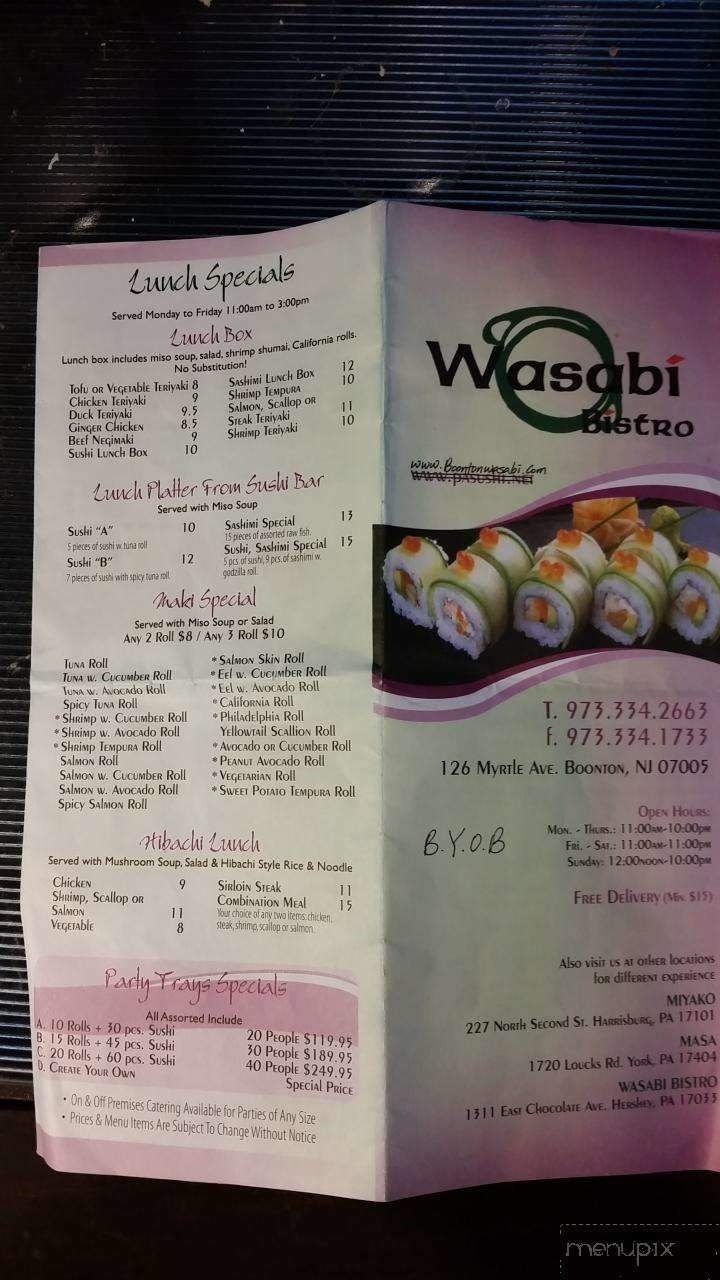 Lunch Specials
Served Monday to Friday 11:00am to 3:00pm
Lunch Box
Lunch box includes miso soup, salad, shrimp shumai, California rolls.
No Substitution!
Tofu or Vegetable Teriyaki 8
Chicken Teriyaki 9
Duck Teriyaki 9.5
Ginger Chicken 8.5
Beef Negimaki 9
Sushi Lunch Box 10
Sashimi Lunch Box 12
Shrimp Tempura 10
Salmon, Scallop or
Steak Teriyaki 11
Shrimp Teriyaki 10
Lunch Platter From Sushi Bar
Served with Miso Soup
Sushi "A" 10
5 pieces of sushi w. tuna roll
Sushi "B" 12
7 pieces of sushi with spicy tuna roll.
Sashimi Special 13
15 pieces of assorted raw fish.
Sushi, Sashimi Special 15
5 pcs. of sushi, 9 pcs. of sashimi w.
godzilla roll.
Maki Special
Served with Miso Soup or Salad
Any 2 Roll $8 / Any 3 Roll $10
Tuna Roll
Tuna w. Cucumber Roll
Tuna w. Avocado Roll
Spicy Tuna Roll
* Shrimp w. Cucumber Roll
* Shrimp w. Avocado Roll
* Shrimp Tempura Roll
Salmon Roll
Salmon w. Cucumber Roll
Salmon w. Avocado Roll
Spicy Salmon Roll
* Salmon Skin Roll
* Eel w. Cucumber Roll
* Eel w. Avocado Roll
* California Roll
* Philadelphia Roll
Yellowtail Scallion Roll
* Avocado or Cucumber Roll
* Peanut Avocado Roll
* Vegetarian Roll
* Sweet Potato Tempura Roll
Hibachi Lunch
Served with Mushroom Soup, Salad & Hibachi Style Rice & Noodle
Chicken 9
Shrimp, Scallop or
Salmon 11
Vegetable 8
Sirloin Steak 11
Combination Meal 15
Your choice of any two items: chicken,
steak, shrimp, scallop or salmon.
Party Trays Specials
All Assorted Include
A. 10 Rolls + 30 pcs. Sushi 20 People $119.95
B. 15 Rolls + 45 pcs. Sushi 30 People $189.95
C. 20 Rolls + 60 pcs. Sushi 40 People $249.95
D. Create Your Own Special Price
• On & Off Premises Catering Available for Parties of Any Size
• Prices & Menu Items Are Subject To Change Without Notice
Wasabi
Bistro
www.Boontonwasabi.com
www.pasushi.net
T. 973.334.2663
F. 973.334.1733
126 Myrtle Ave. Boonton, NJ 07005
B.Y.O.B
Open Hours:
Mon. - Thurs.: 11:00am-10:00pm
Fri. - Sat.: 11:00am-11:00pm
Sunday: 12:00noon-10:00pm
Free Delivery (Min. $15)
Also visit us at other locations
for different experience
MIYAKO
227 North Second St. Harrisburg, PA 17101
MASA
1720 Loucks Rd. York, PA 17404
WASABI BISTRO
1311 East Chocolate Ave. Hershey, PA 17033
menupix